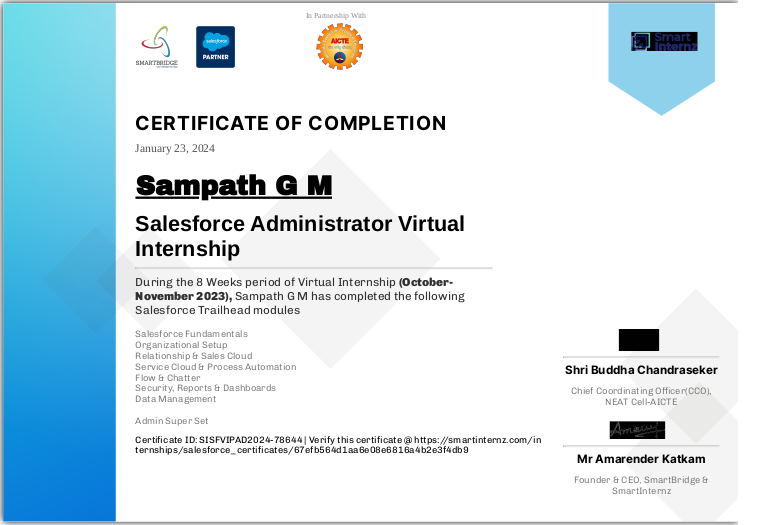 In Partnership With
SMARTBRIDGE
salesforce
PARTNER
AICTE
Smart
Internz
CERTIFICATE OF COMPLETION
January 23, 2024
Sampath G M
Salesforce Administrator Virtual
Internship
During the 8 Weeks period of Virtual Internship (October-
November 2023), Sampath G M has completed the following
Salesforce Trailhead modules
Salesforce Fundamentals
Organizational Setup
Relationship & Sales Cloud
Service Cloud & Process Automation
Flow & Chatter
Security, Reports & Dashboards
Data Management
Admin Super Set
Certificate ID: SISFVIPAD2024-78644 | Verify this certificate @ https://smartinternz.com/in
ternships/salesforce_certificates/67efb564d1aa6e08e6816a4b2e3f4db9
Shri Buddha Chandraseker
Chief Coordinating Officer(CCO),
NEAT Cell-AICTE
Mr Amarender Katkam
Founder & CEO, SmartBridge &
SmartInternz